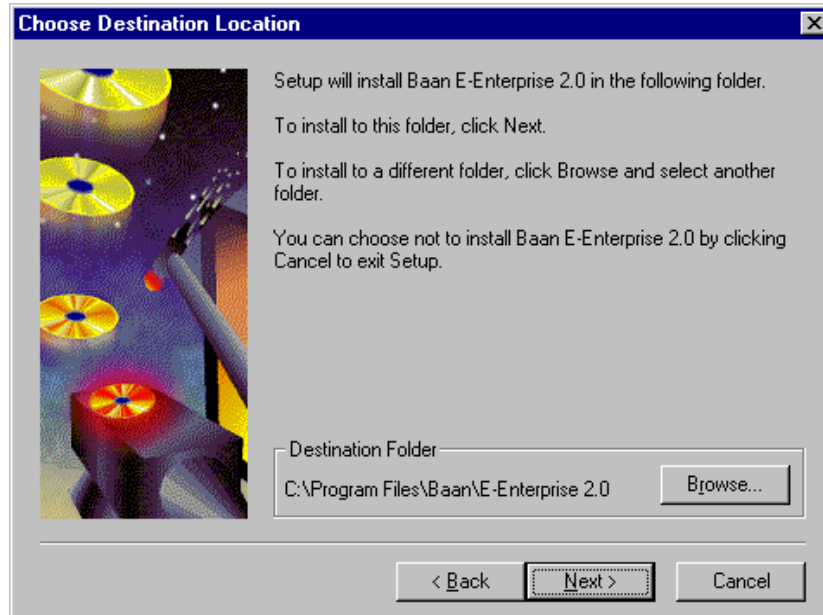 Choose Destination Location
Setup will install Baan E-Enterprise 2.0 in the following folder.
To install to this folder, click Next.
To install to a different folder, click Browse and select another
folder.
You can choose not to install Baan E-Enterprise 2.0 by clicking
Cancel to exit Setup.
Destination Folder
C:\Program Files\Baan\E-Enterprise 2.0
Browse...
< Back
Next >
Cancel